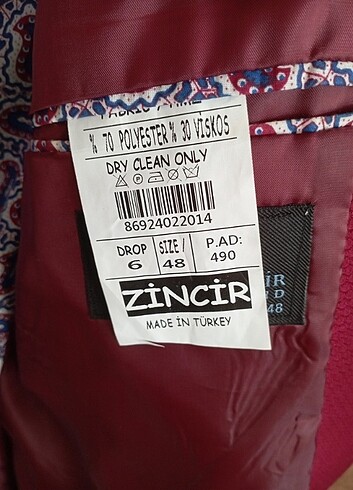 % 70 POLYESTER % 30 VİSKOS
DRY CLEAN ONLY
86924022014
DROP SIZE / P.AD:
6 48 490
ZİNCİR
MADE İN TÜRKEY
İR
D
48